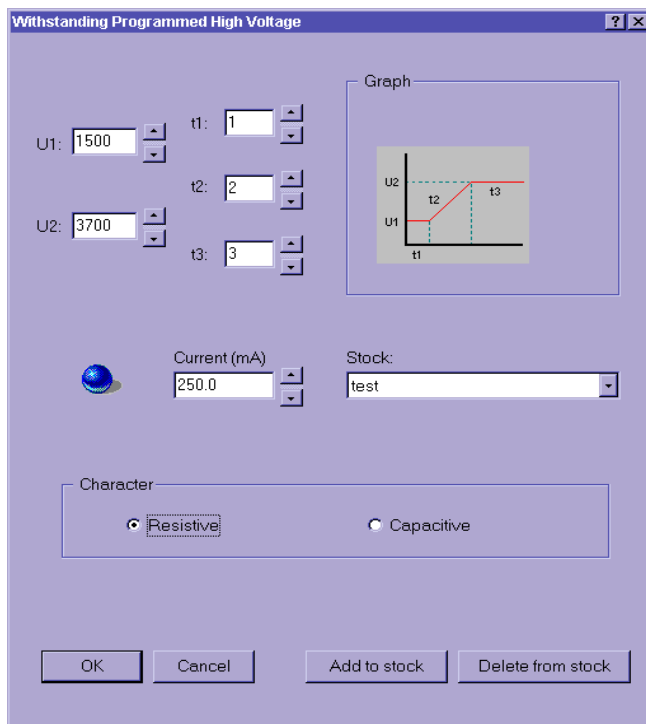 Withstanding Programmed High Voltage
U1: 1500
U2: 3700
t1: 1
t2: 2
t3: 3
Graph
U2
U1
t2
t3
t1
Current (mA)
250.0
Stock:
test
Character
Resistive
Capacitive
OK
Cancel
Add to stock
Delete from stock